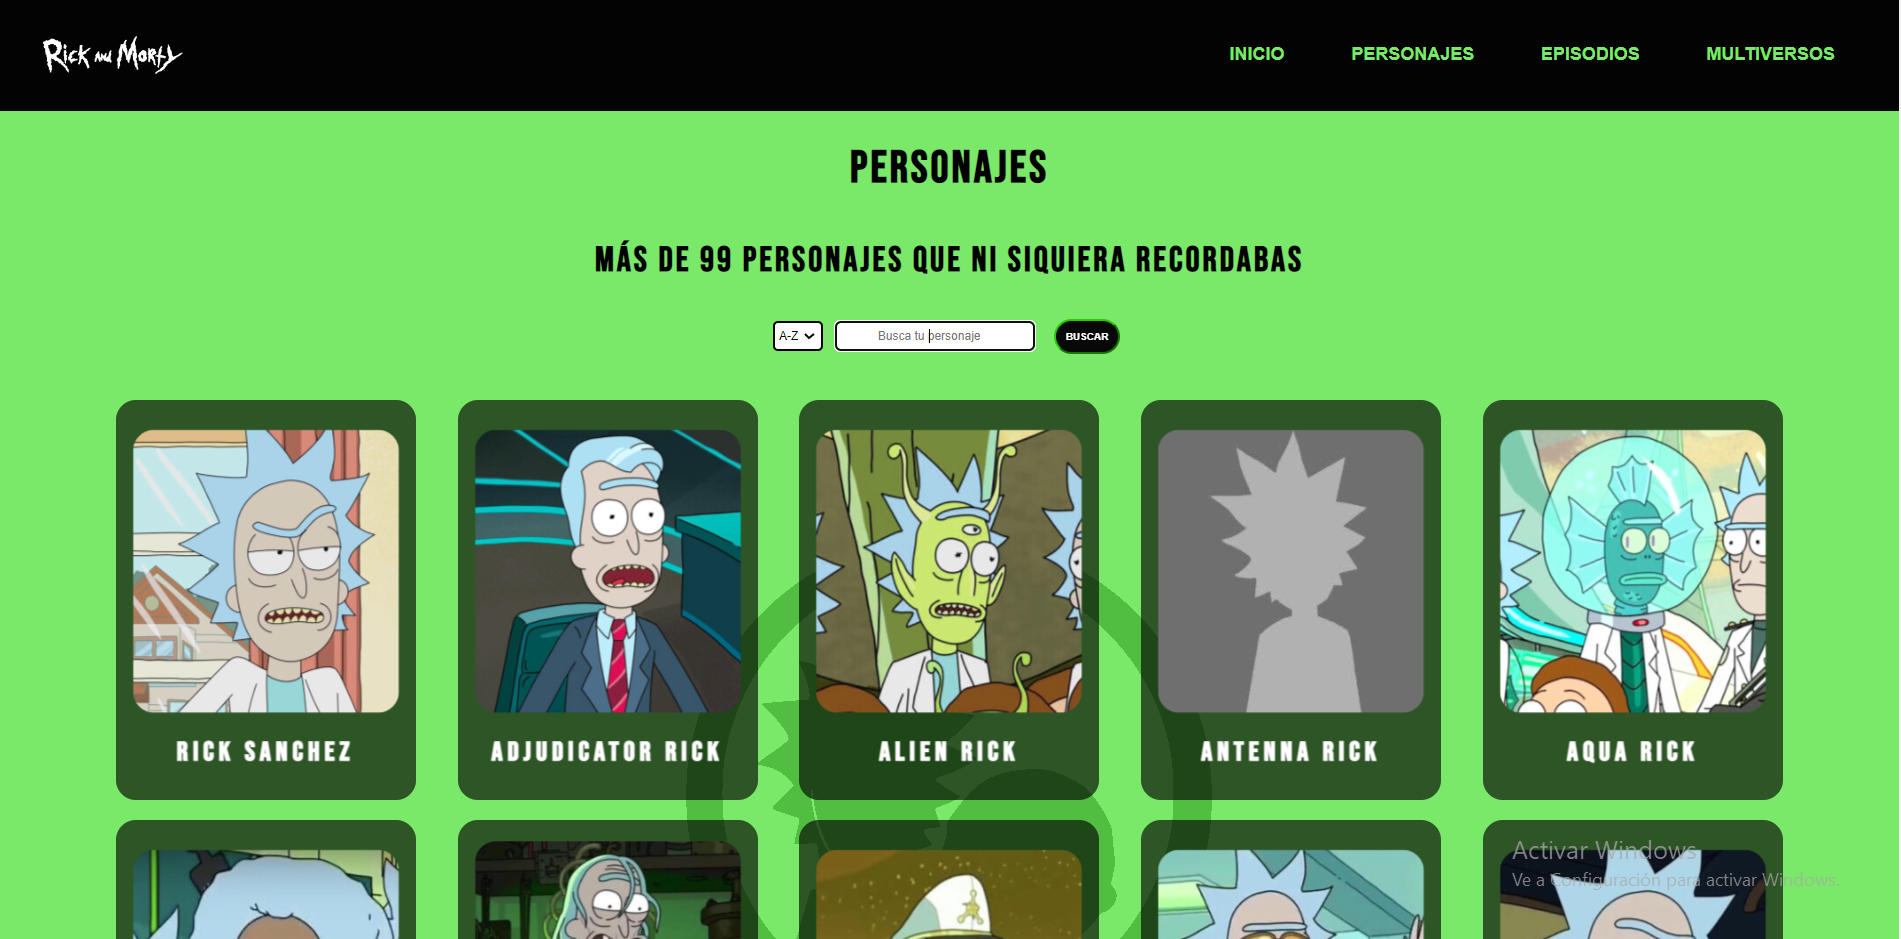 Rick and Morty
INICIO PERSONAJES EPISODIOS MULTIVERSOS
PERSONAJES
MÁS DE 99 PERSONAJES QUE NI SIQUIERA RECORDABAS
A-Z Busca tu personaje BUSCAR
RICK SANCHEZ ADJUDICATOR RICK ALIEN RICK ANTENNA RICK AQUA RICK
Activar Windows
Ve a Configuración para activar Windows.